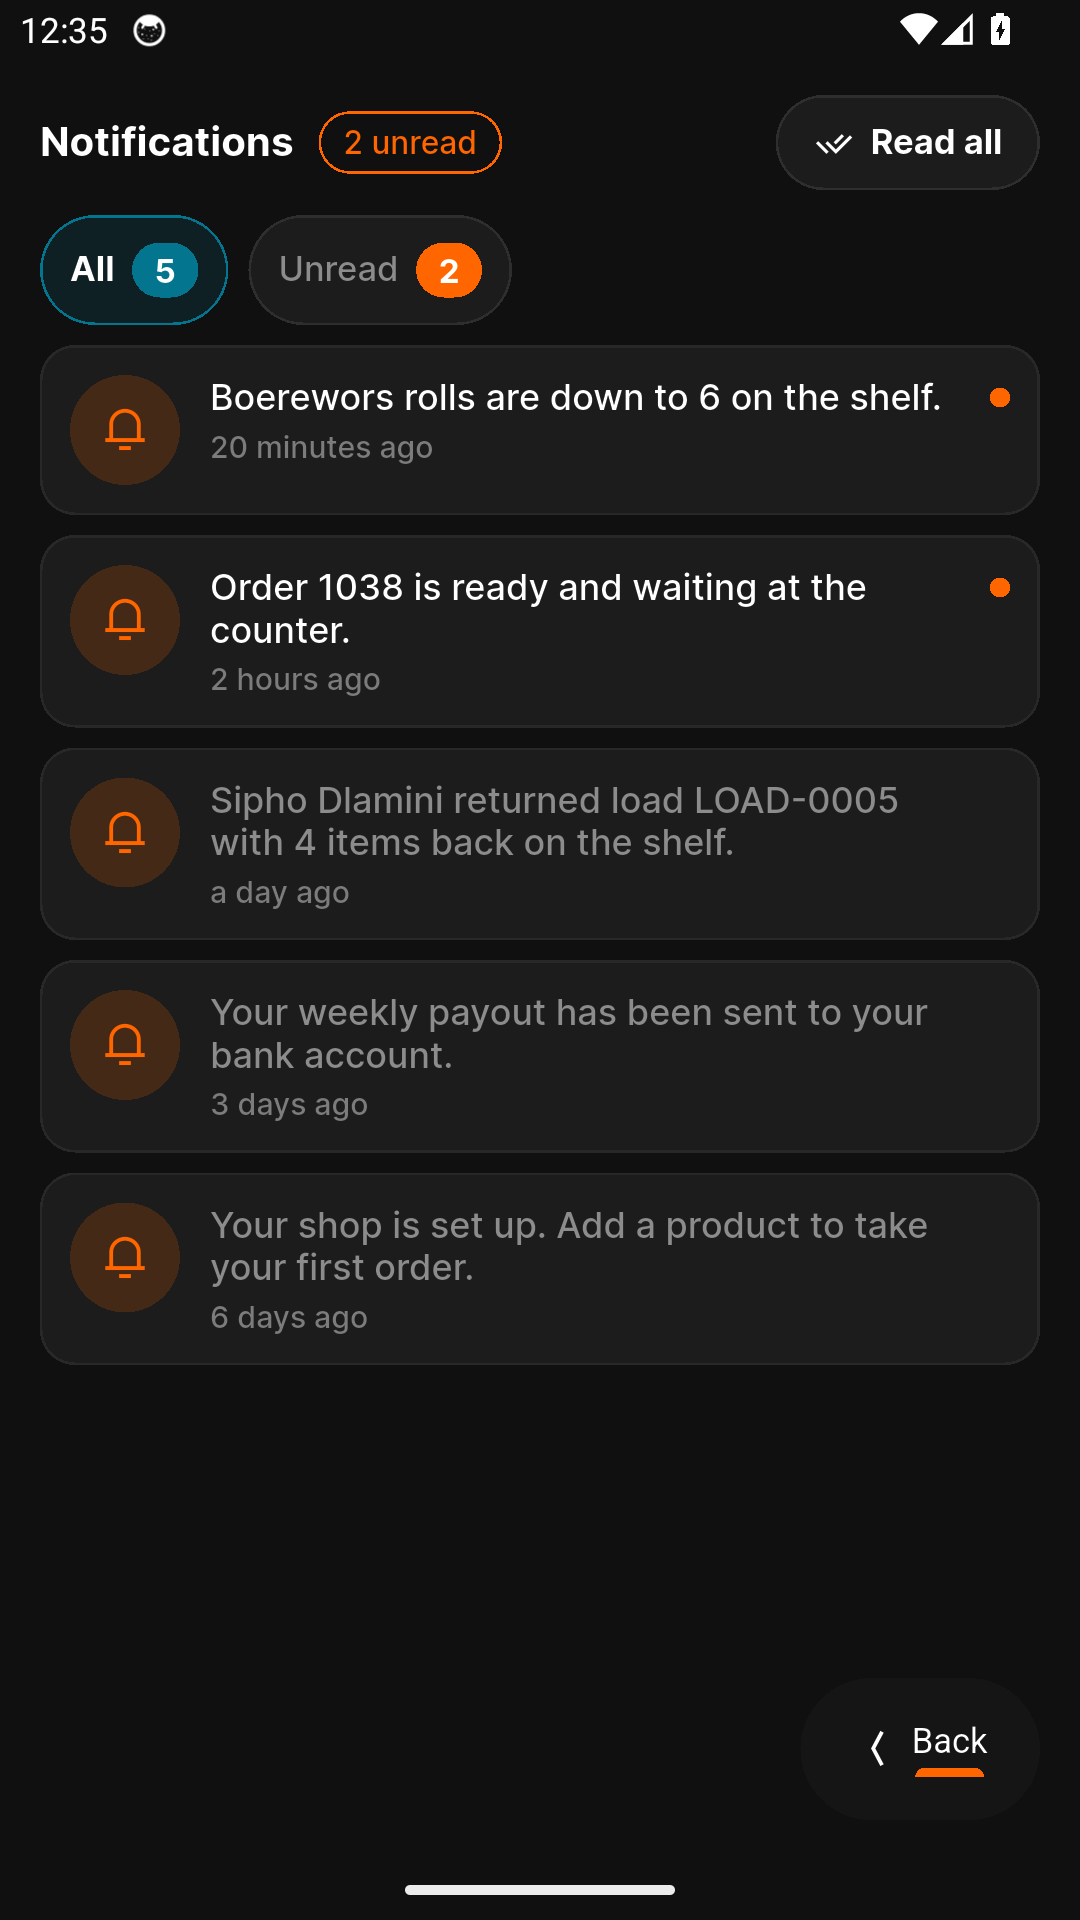 12:35
Notifications
2 unread
Read all
All 5
Unread 2
Boerewors rolls are down to 6 on the shelf.
20 minutes ago
Order 1038 is ready and waiting at the
counter.
2 hours ago
Sipho Dlamini returned load LOAD-0005
with 4 items back on the shelf.
a day ago
Your weekly payout has been sent to your
bank account.
3 days ago
Your shop is set up. Add a product to take
your first order.
6 days ago
Back